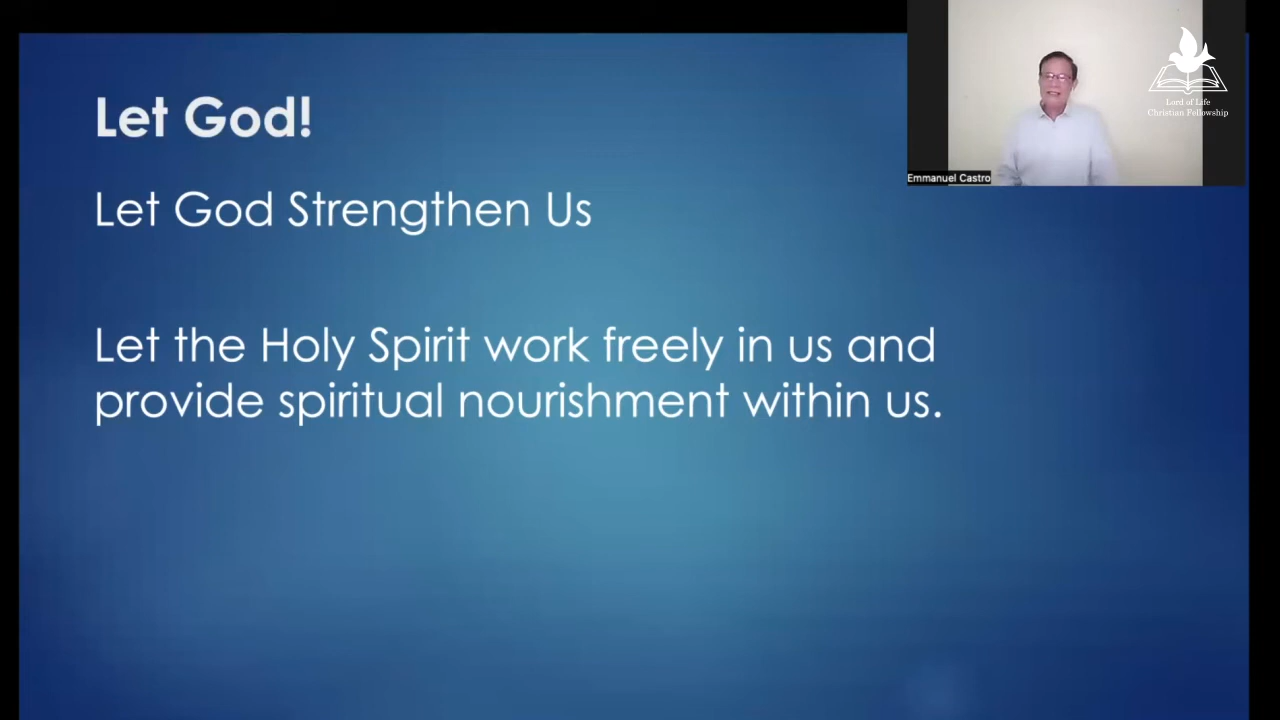 Let God!
Let God Strengthen Us
Let the Holy Spirit work freely in us and
provide spiritual nourishment within us.
Emmanuel Castro
Lord of Life
Christian Fellowship